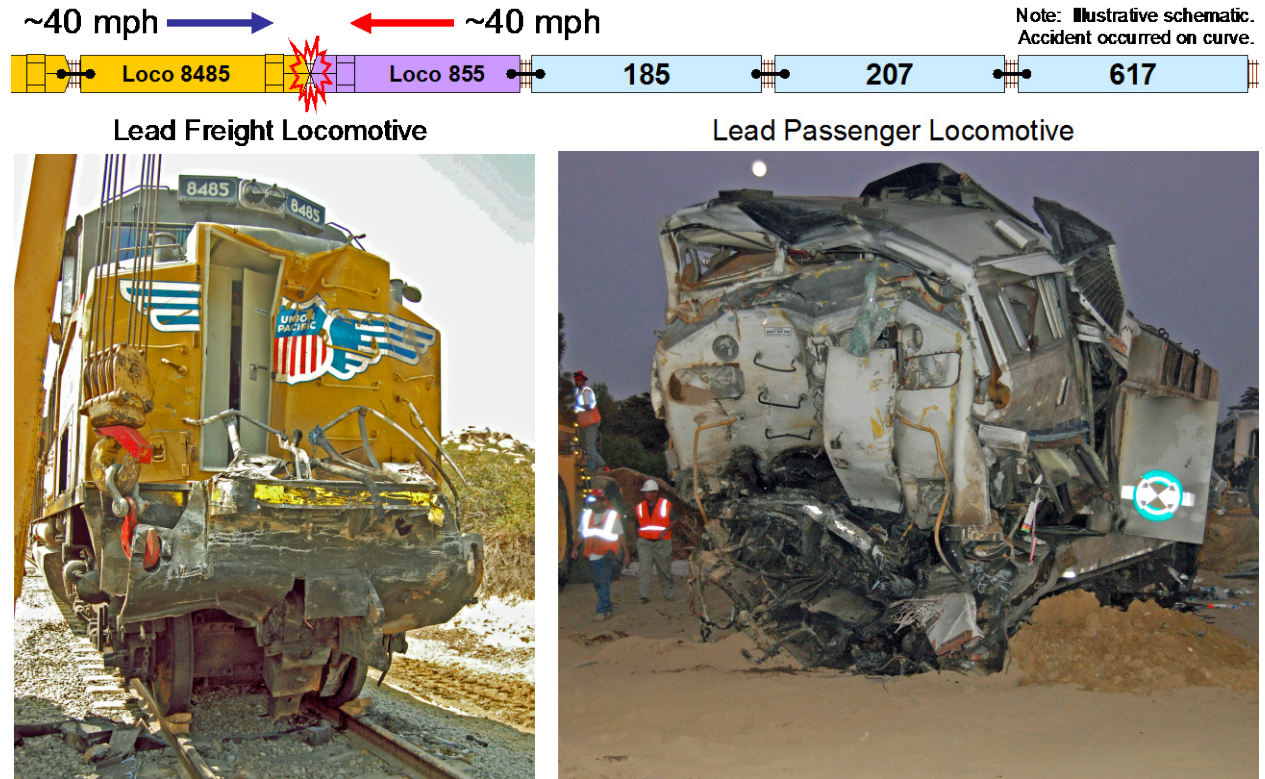 ~40 mph
~40 mph
Note: Illustrative schematic.
Accident occurred on curve.
Loco 8485
Loco 855
185
207
617
Lead Freight Locomotive
Lead Passenger Locomotive
8485
8485
UNION
PACIFIC